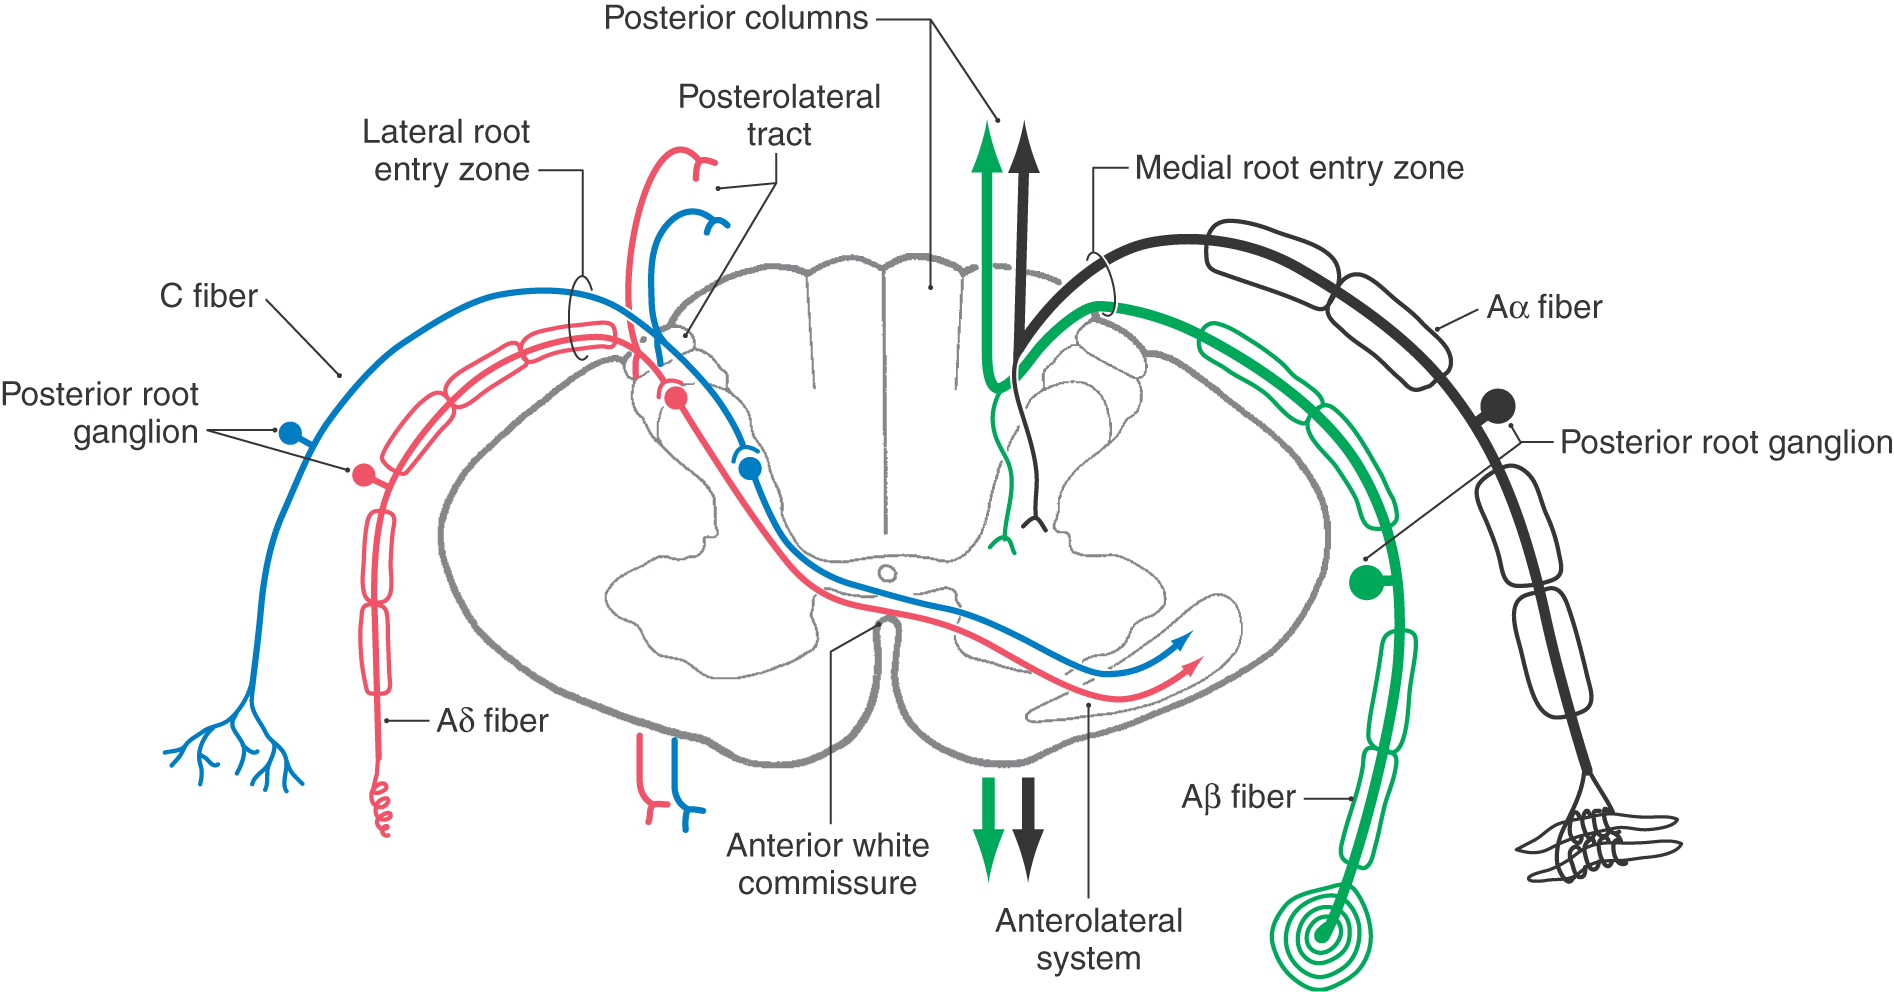 Posterior columns
Posterolateral
tract
Lateral root
entry zone
Medial root entry zone
C fiber
Aα fiber
Posterior root
ganglion
Posterior root ganglion
Aδ fiber
Aβ fiber
Anterior white
commissure
Anterolateral
system